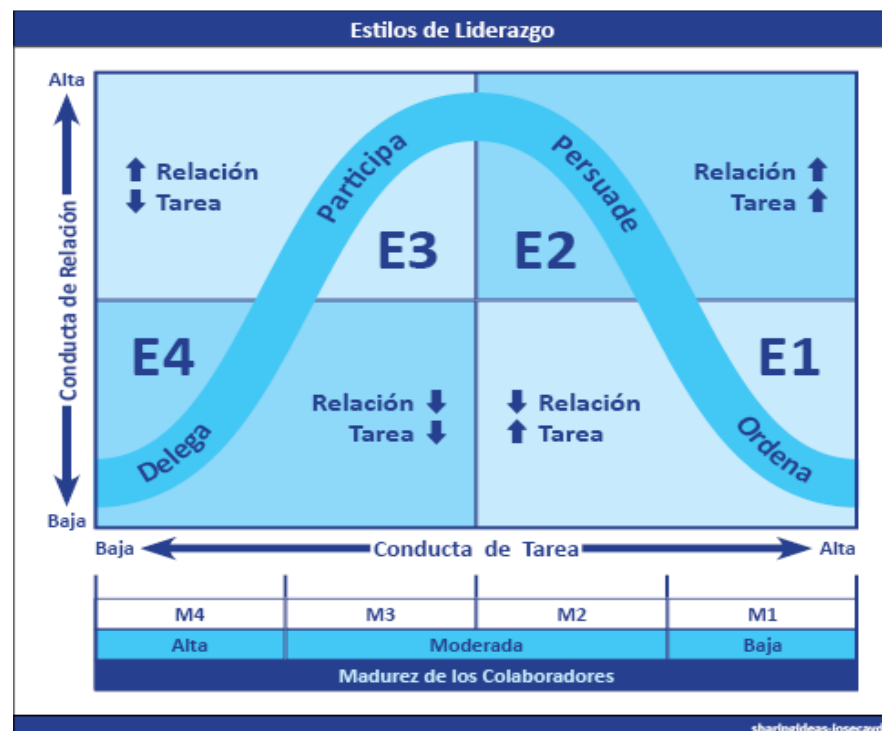 Estilos de Liderazgo
Alta
Conducta de Relación
Baja
Relación
Tarea
Participa
E3
Persuade
E2
Relación
Tarea
E4
Delega
Relación
Tarea
Relación
Tarea
E1
Ordena
Baja
Conducta de Tarea
Alta
M4 M3 M2 M1
Alta Moderada Baja
Madurez de los Colaboradores